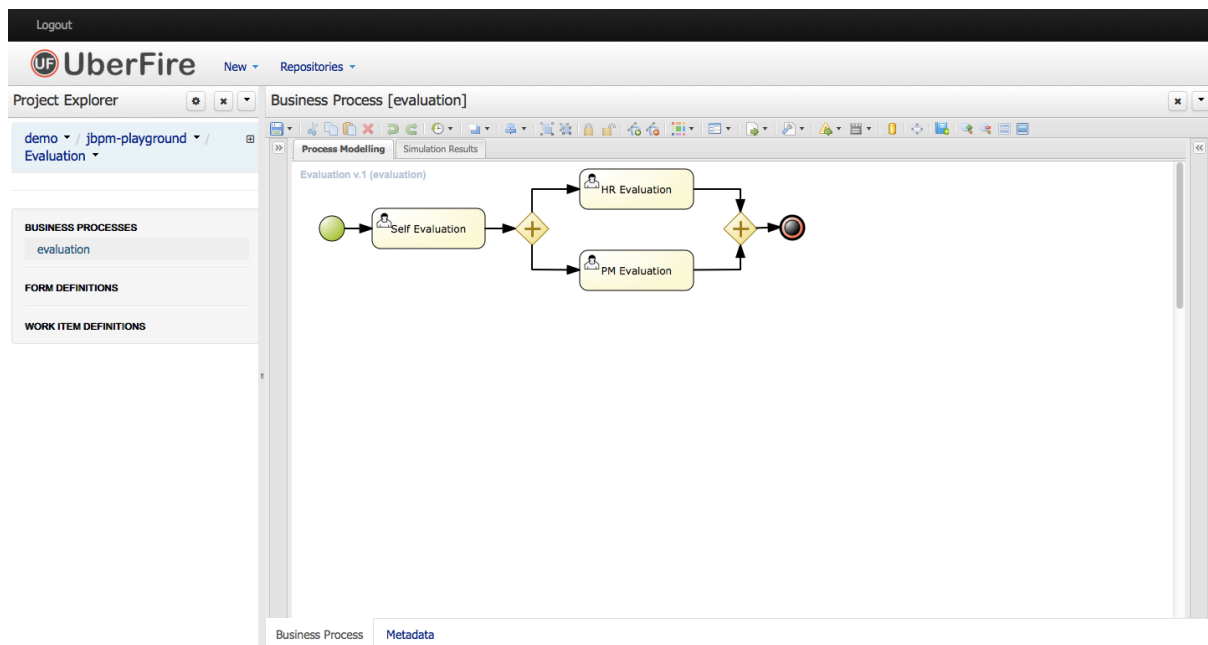 Logout
UF UberFire New Repositories
Project Explorer
Business Process [evaluation]
demo / jbpm-playground /
Evaluation
Process Modelling Simulation Results
Evaluation v.1 (evaluation)
BUSINESS PROCESSES
evaluation
FORM DEFINITIONS
WORK ITEM DEFINITIONS
Self Evaluation
HR Evaluation
PM Evaluation
Business Process Metadata